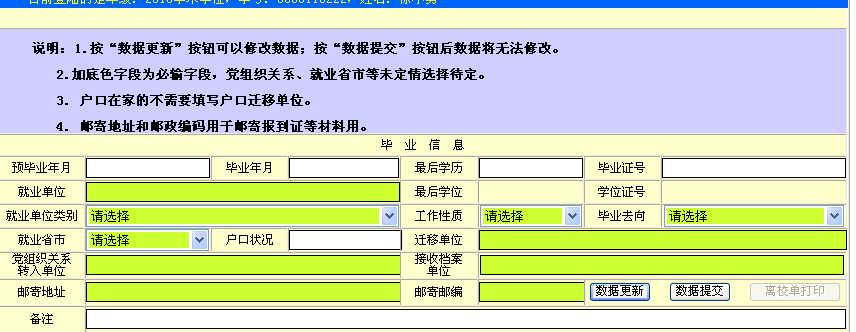 说明：1.按“数据更新”按钮可以修改数据；按“数据提交”按钮后数据将无法修改。
2.加底色字段为必输字段，党组织关系、就业省市等未定情选择待定。
3. 户口在家的不需要填写户口迁移单位。
4. 邮寄地址和邮政编码用于邮寄报到证等材料用。
毕 业 信 息
预毕业年月 毕业年月 最后学历 毕业证号
就业单位 最后学位 学位证号
就业单位类别 请选择 工作性质 请选择 毕业去向 请选择
就业省市 请选择 户口状况 迁移单位
党组织关系 接收档案
转入单位 单位
邮寄地址 邮寄邮编 数据更新 数据提交 离校单打印
备注